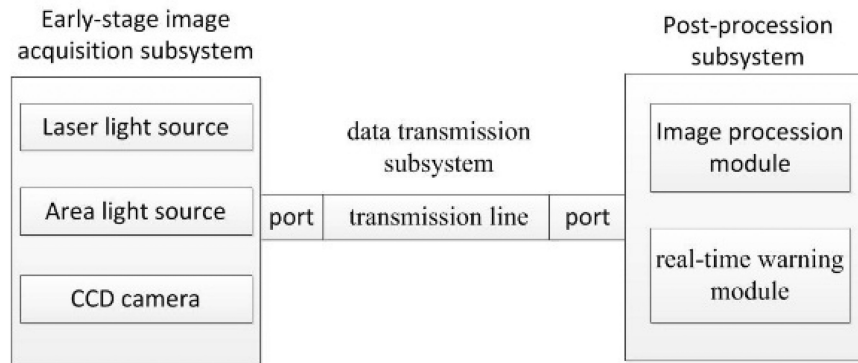 Early-stage image
acquisition subsystem
Laser light source
Area light source
CCD camera
data transmission
subsystem
port
transmission line
port
Post-procession
subsystem
Image procession
module
real-time warning
module